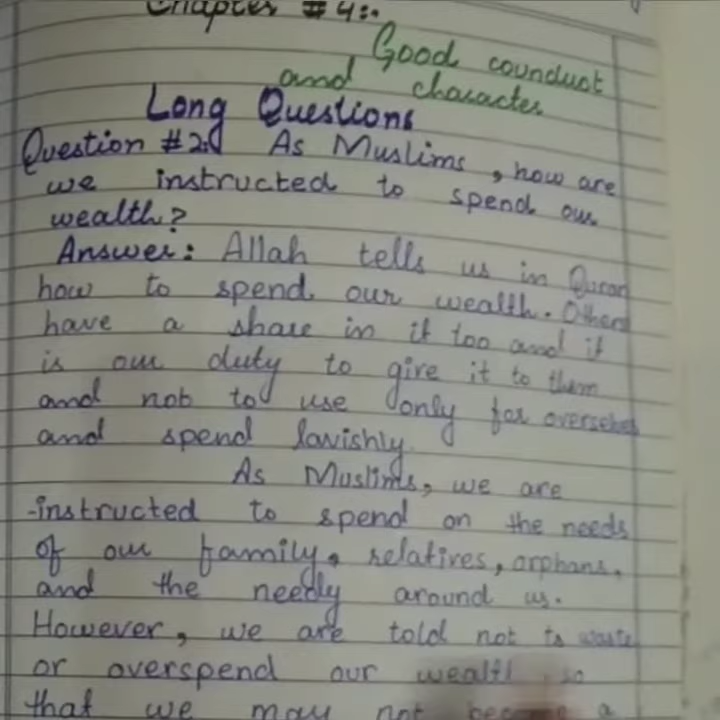 Chapter # 4:-
Good counduct
and character
Long Questions
Question #2: As Muslims, how are
we instructed to spend our
wealth?
Answer: Allah tells us in Quran
how to spend our wealth. Others
have a share in it too and it
is our duty to give it to them
and not to use only for ourselves
and spend lavishly.
As Muslims, we are
-instructed to spend on the needs
of our family, relatives, orphans,
and the needy around us.
However, we are told not to waste
or overspend our wealth so
that we may not become a